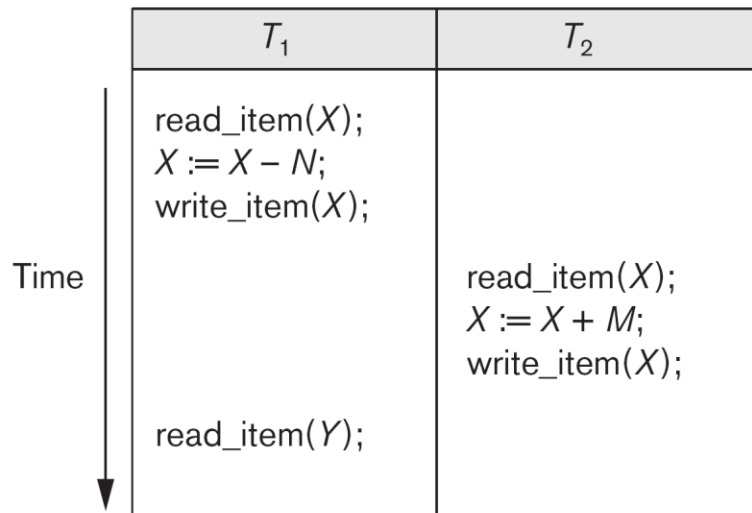 T₁ T₂
read_item(X);
X := X – N;
write_item(X);
Time
read_item(X);
X := X + M;
write_item(X);
read_item(Y);